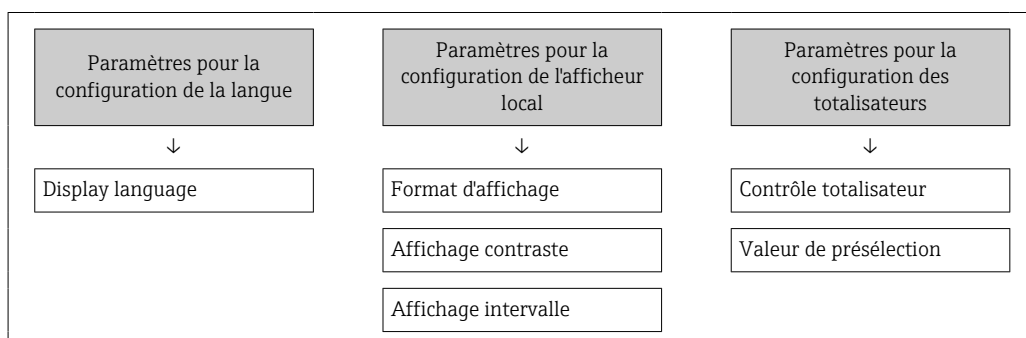 Paramètres pour la
configuration de la langue
↓
Display language
Paramètres pour la
configuration de l'afficheur
local
↓
Format d'affichage
Affichage contraste
Affichage intervalle
Paramètres pour la
configuration des
totalisateurs
↓
Contrôle totalisateur
Valeur de présélection